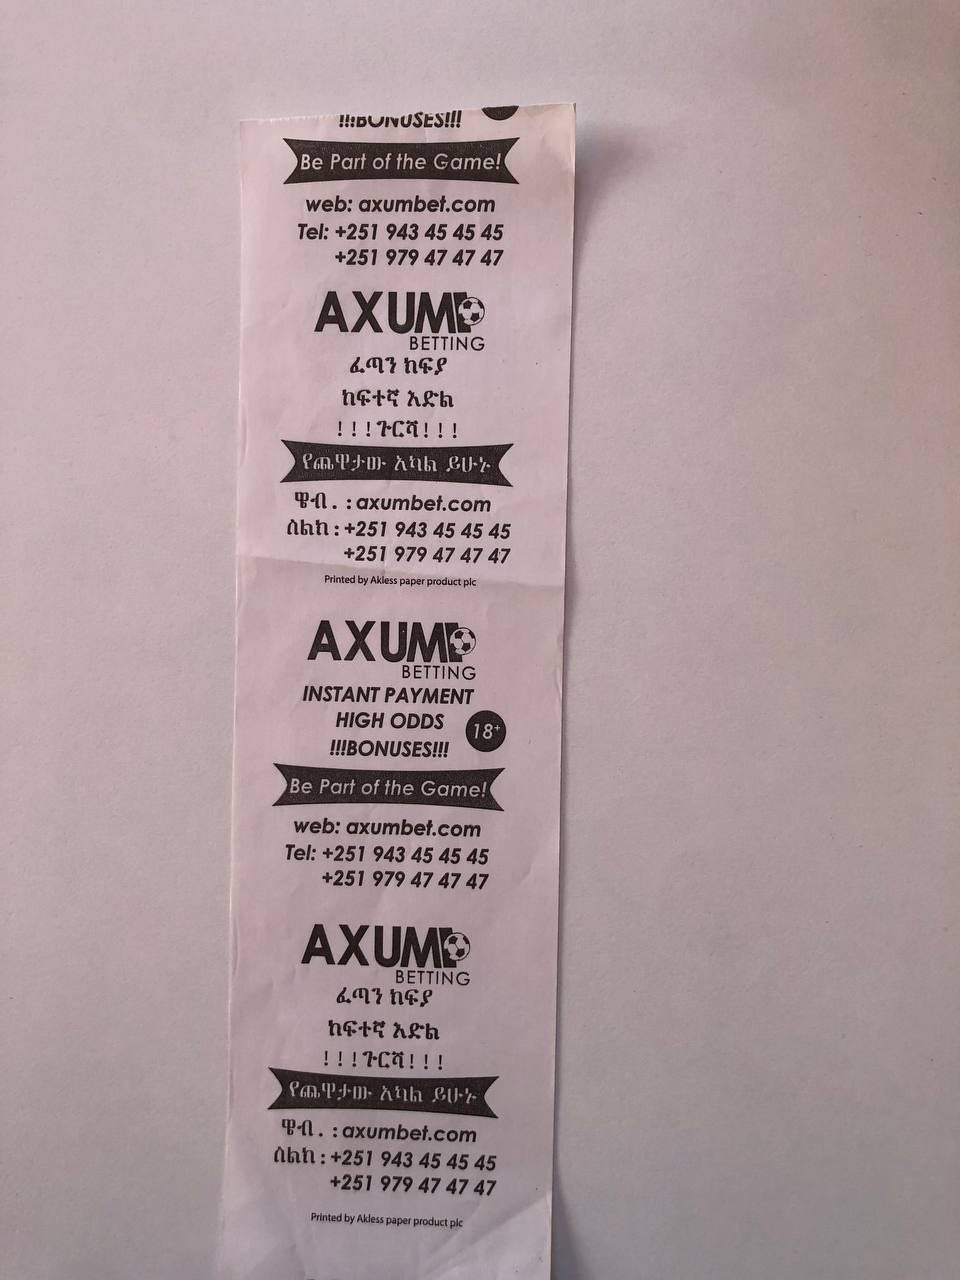 !!!BONUSES!!!
Be Part of the Game!
web: axumbet.com
Tel: +251 943 45 45 45
+251 979 47 47 47
AXUM
BETTING
ፈጣን ክፍያ
ከፍተኛ እድል
!!!ጉርሻ!!!
የጨዋታው አካል ይሁኑ
ዌብ. : axumbet.com
ስልክ : +251 943 45 45 45
+251 979 47 47 47
Printed by Akless paper product plc
AXUM
BETTING
INSTANT PAYMENT
HIGH ODDS
18+
!!!BONUSES!!!
Be Part of the Game!
web: axumbet.com
Tel: +251 943 45 45 45
+251 979 47 47 47
AXUM
BETTING
ፈጣን ክፍያ
ከፍተኛ እድል
!!!ጉርሻ!!!
የጨዋታው አካል ይሁኑ
ዌብ. : axumbet.com
ስልክ : +251 943 45 45 45
+251 979 47 47 47
Printed by Akless paper product plc